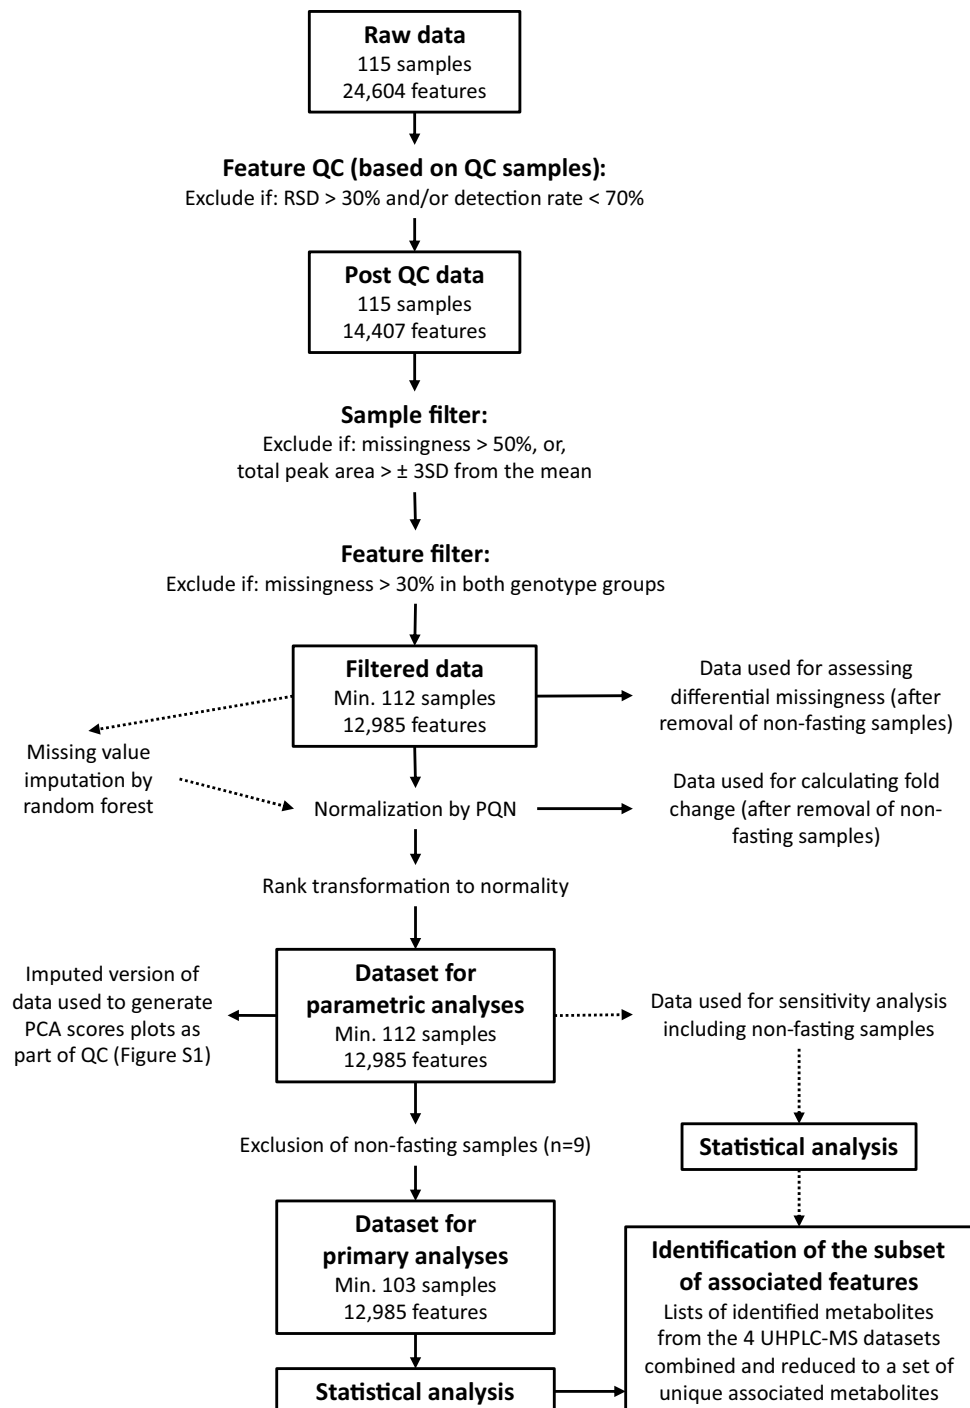 Raw data
115 samples
24,604 features
Feature QC (based on QC samples):
Exclude if: RSD > 30% and/or detection rate < 70%
Post QC data
115 samples
14,407 features
Sample filter:
Exclude if: missingness > 50%, or,
total peak area > ± 3SD from the mean
Feature filter:
Exclude if: missingness > 30% in both genotype groups
Filtered data
Min. 112 samples
12,985 features
Data used for assessing
differential missingness (after
removal of non-fasting samples)
Missing value
imputation by
random forest
Normalization by PQN
Data used for calculating fold
change (after removal of non-
fasting samples)
Rank transformation to normality
Imputed version of
data used to generate
PCA scores plots as
part of QC (Figure S1)
Dataset for
parametric analyses
Min. 112 samples
12,985 features
Data used for sensitivity analysis
including non-fasting samples
Exclusion of non-fasting samples (n=9)
Statistical analysis
Dataset for
primary analyses
Min. 103 samples
12,985 features
Identification of the subset
of associated features
Lists of identified metabolites
from the 4 UHPLC-MS datasets
combined and reduced to a set of
unique associated metabolites
Statistical analysis